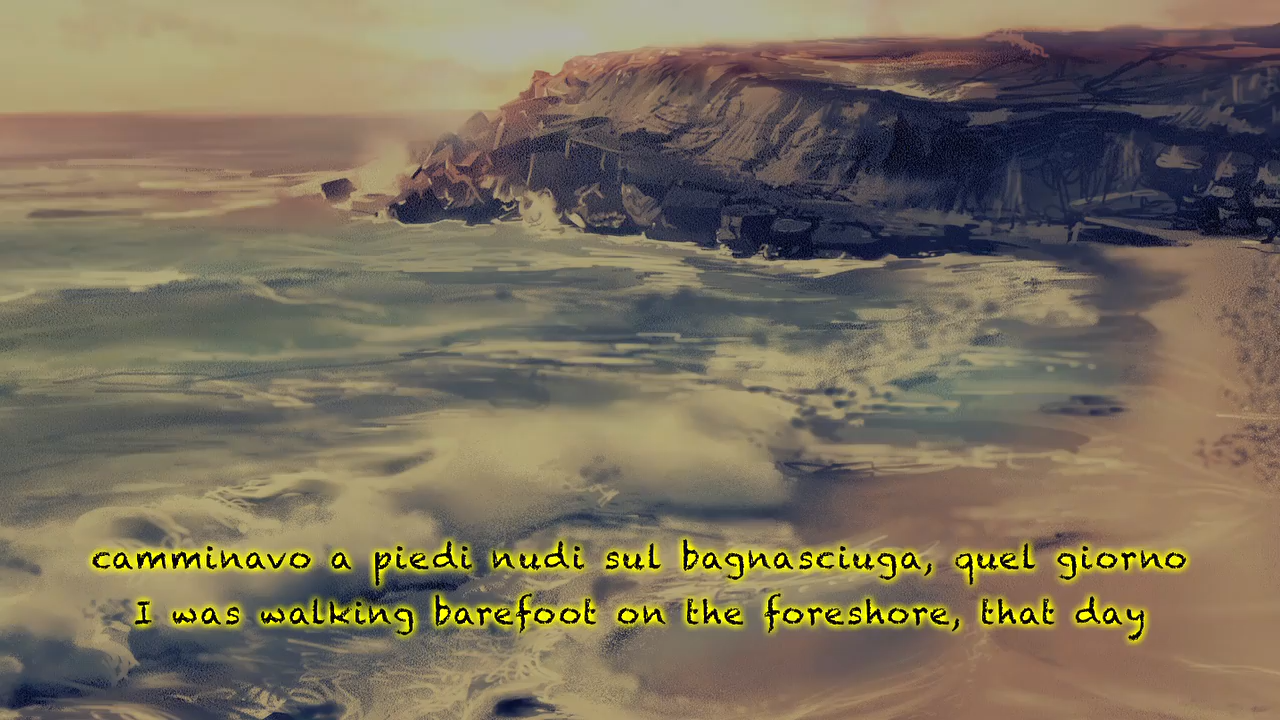 camminavo a piedi nudi sul bagnasciuga, quel giorno
I was walking barefoot on the foreshore, that day